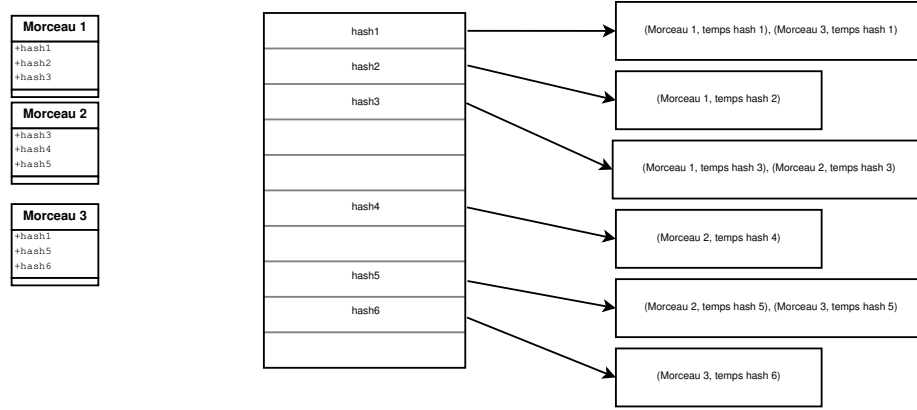 Morceau 1
+hash1
+hash2
+hash3
Morceau 2
+hash3
+hash4
+hash5
Morceau 3
+hash1
+hash5
+hash6
hash1
hash2
hash3
hash4
hash5
hash6
(Morceau 1, temps hash 1), (Morceau 3, temps hash 1)
(Morceau 1, temps hash 2)
(Morceau 1, temps hash 3), (Morceau 2, temps hash 3)
(Morceau 2, temps hash 4)
(Morceau 2, temps hash 5), (Morceau 3, temps hash 5)
(Morceau 3, temps hash 6)